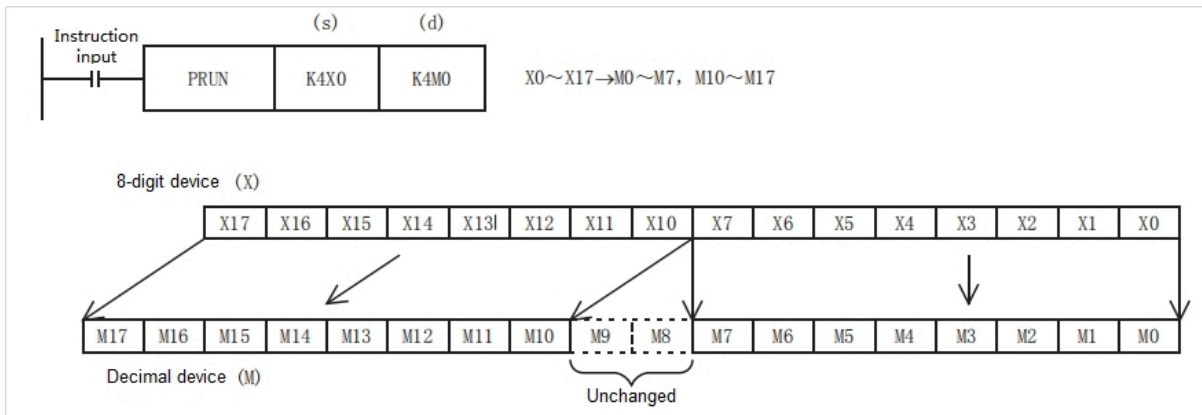 (s) (d)
Instruction
input
PRUN K4X0 K4M0 X0～X17→M0～M7, M10～M17
8-digit device (X)
X17 X16 X15 X14 X13l X12 X11 X10 X7 X6 X5 X4 X3 X2 X1 X0
M17 M16 M15 M14 M13 M12 M11 M10 M9 M8 M7 M6 M5 M4 M3 M2 M1 M0
Decimal device (M)
Unchanged